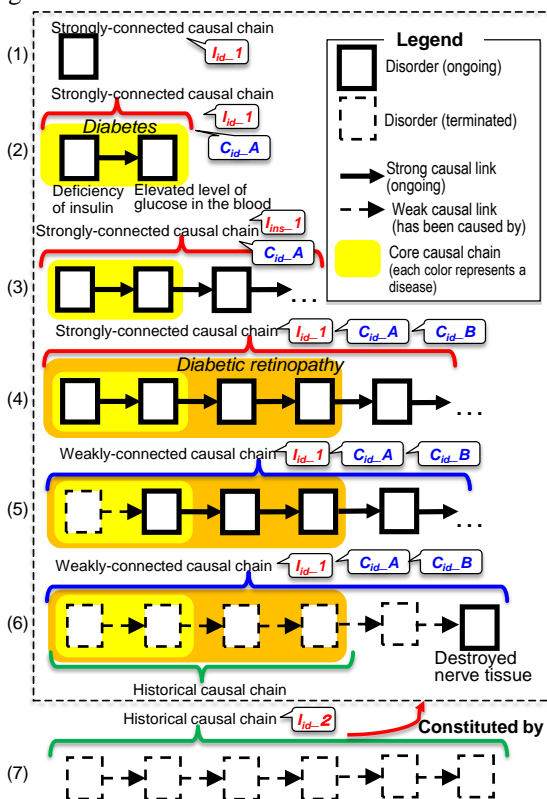 Strongly-connected causal chain
I_id_1
(1)
Legend
Disorder (ongoing)
Disorder (terminated)
Strong causal link
(ongoing)
Weak causal link
(has been caused by)
Core causal chain
(each color represents a
disease)
Strongly-connected causal chain
I_id_1
C_id_A
Diabetes
(2)
Deficiency
of insulin
Elevated level of
glucose in the blood
I_ins_1
Strongly-connected causal chain
C_id_A
(3)
...
Strongly-connected causal chain
I_id_1
C_id_A
C_id_B
Diabetic retinopathy
(4)
...
Weakly-connected causal chain
I_id_1
C_id_A
C_id_B
(5)
...
Weakly-connected causal chain
I_id_1
C_id_A
C_id_B
(6)
Destroyed
nerve tissue
Historical causal chain
Historical causal chain
I_id_2
Constituted by
(7)